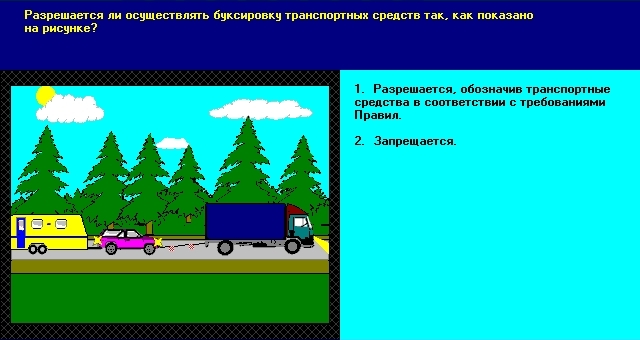 Разрешается ли осуществлять буксировку транспортных средств так, как показано
на рисунке?
1. Разрешается, обозначив транспортные
средства в соответствии с требованиями
Правил.
2. Запрещается.